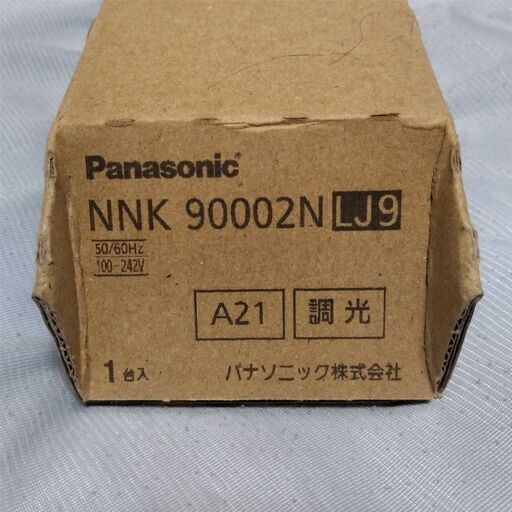 Panasonic
NNK 90002N LJ9
50/60Hz
100-242V
A21 調光
1台入 パナソニック株式会社